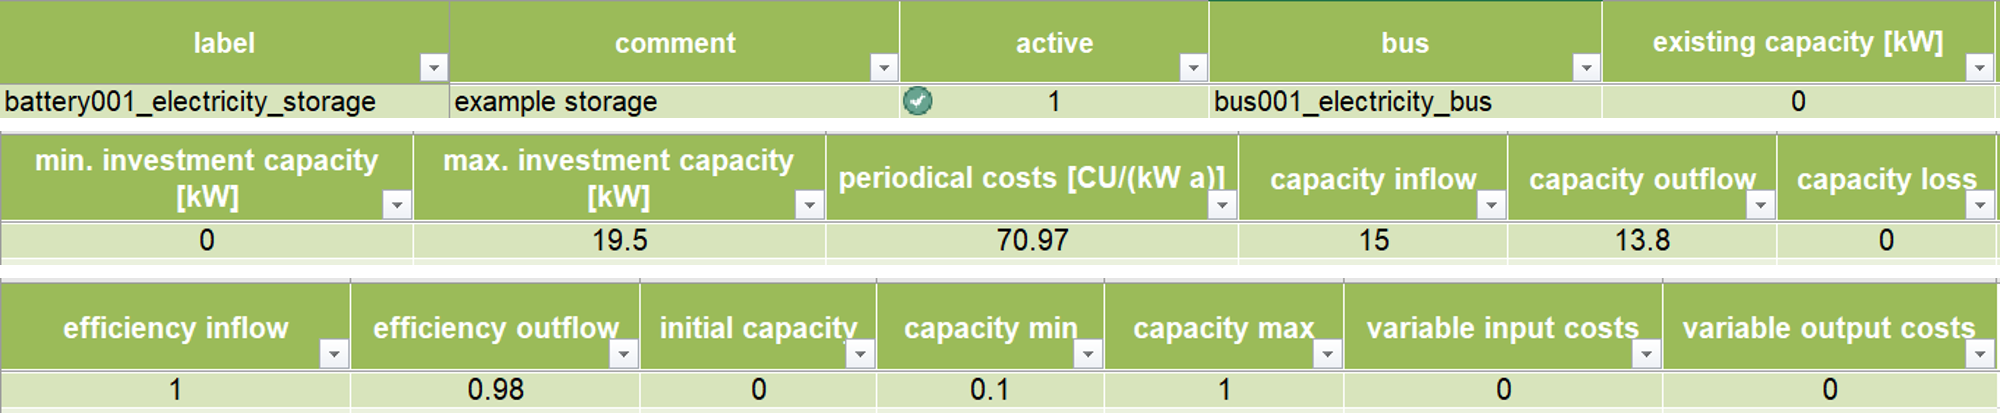 label comment active bus existing capacity [kW]
battery001_electricity_storage example storage 1 bus001_electricity_bus 0
min. investment capacity [kW] max. investment capacity [kW] periodical costs [CU/(kW a)] capacity inflow capacity outflow capacity loss
0 19.5 70.97 15 13.8 0
efficiency inflow efficiency outflow initial capacity capacity min capacity max variable input costs variable output costs
1 0.98 0 0.1 1 0 0